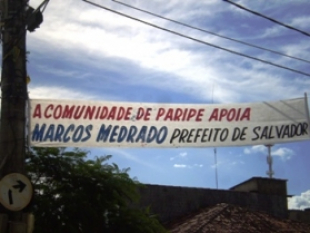 A COMUNIDADE DE PARIPE APOIA
MARCOS MEDRADO PREFEITO DE SALVADOR